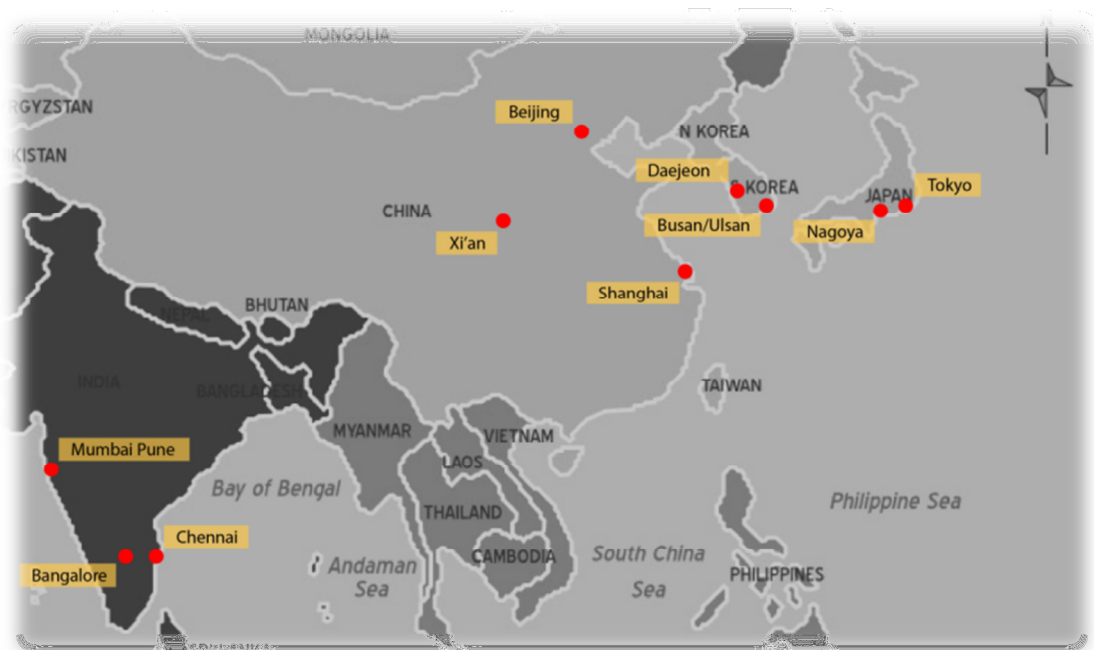 MONGOLIA
RGYZSTAN
Beijing
N KOREA
KISTAN
Daejeon
S KOREA
Tokyo
JAPAN
CHINA
Busan/Ulsan
Nagoya
Xi'an
Shanghai
BHUTAN
NEPAL
INDIA
BANGLADESH
TAIWAN
MYANMAR
VIETNAM
Mumbai Pune
LAOS
Bay of Bengal
Philippine Sea
THAILAND
Chennai
CAMBODIA
South China
Sea
Andaman
Sea
Bangalore
PHILIPPINES